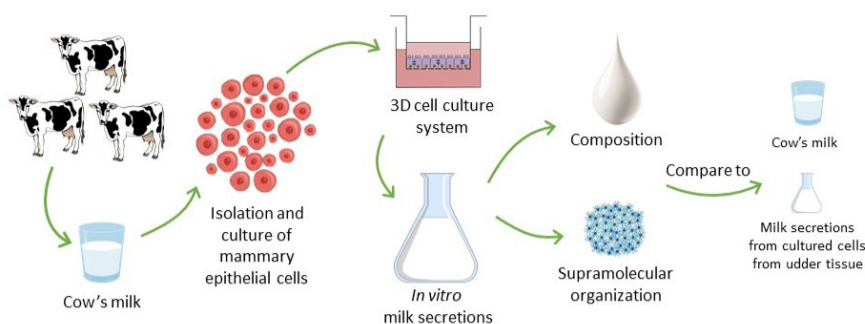 Cow's milk
Isolation and
culture of
mammary
epithelial cells
3D cell culture
system
In vitro
milk secretions
Composition
Supramolecular
organization
Compare to
Cow's milk
Milk secretions
from cultured cells
from udder tissue